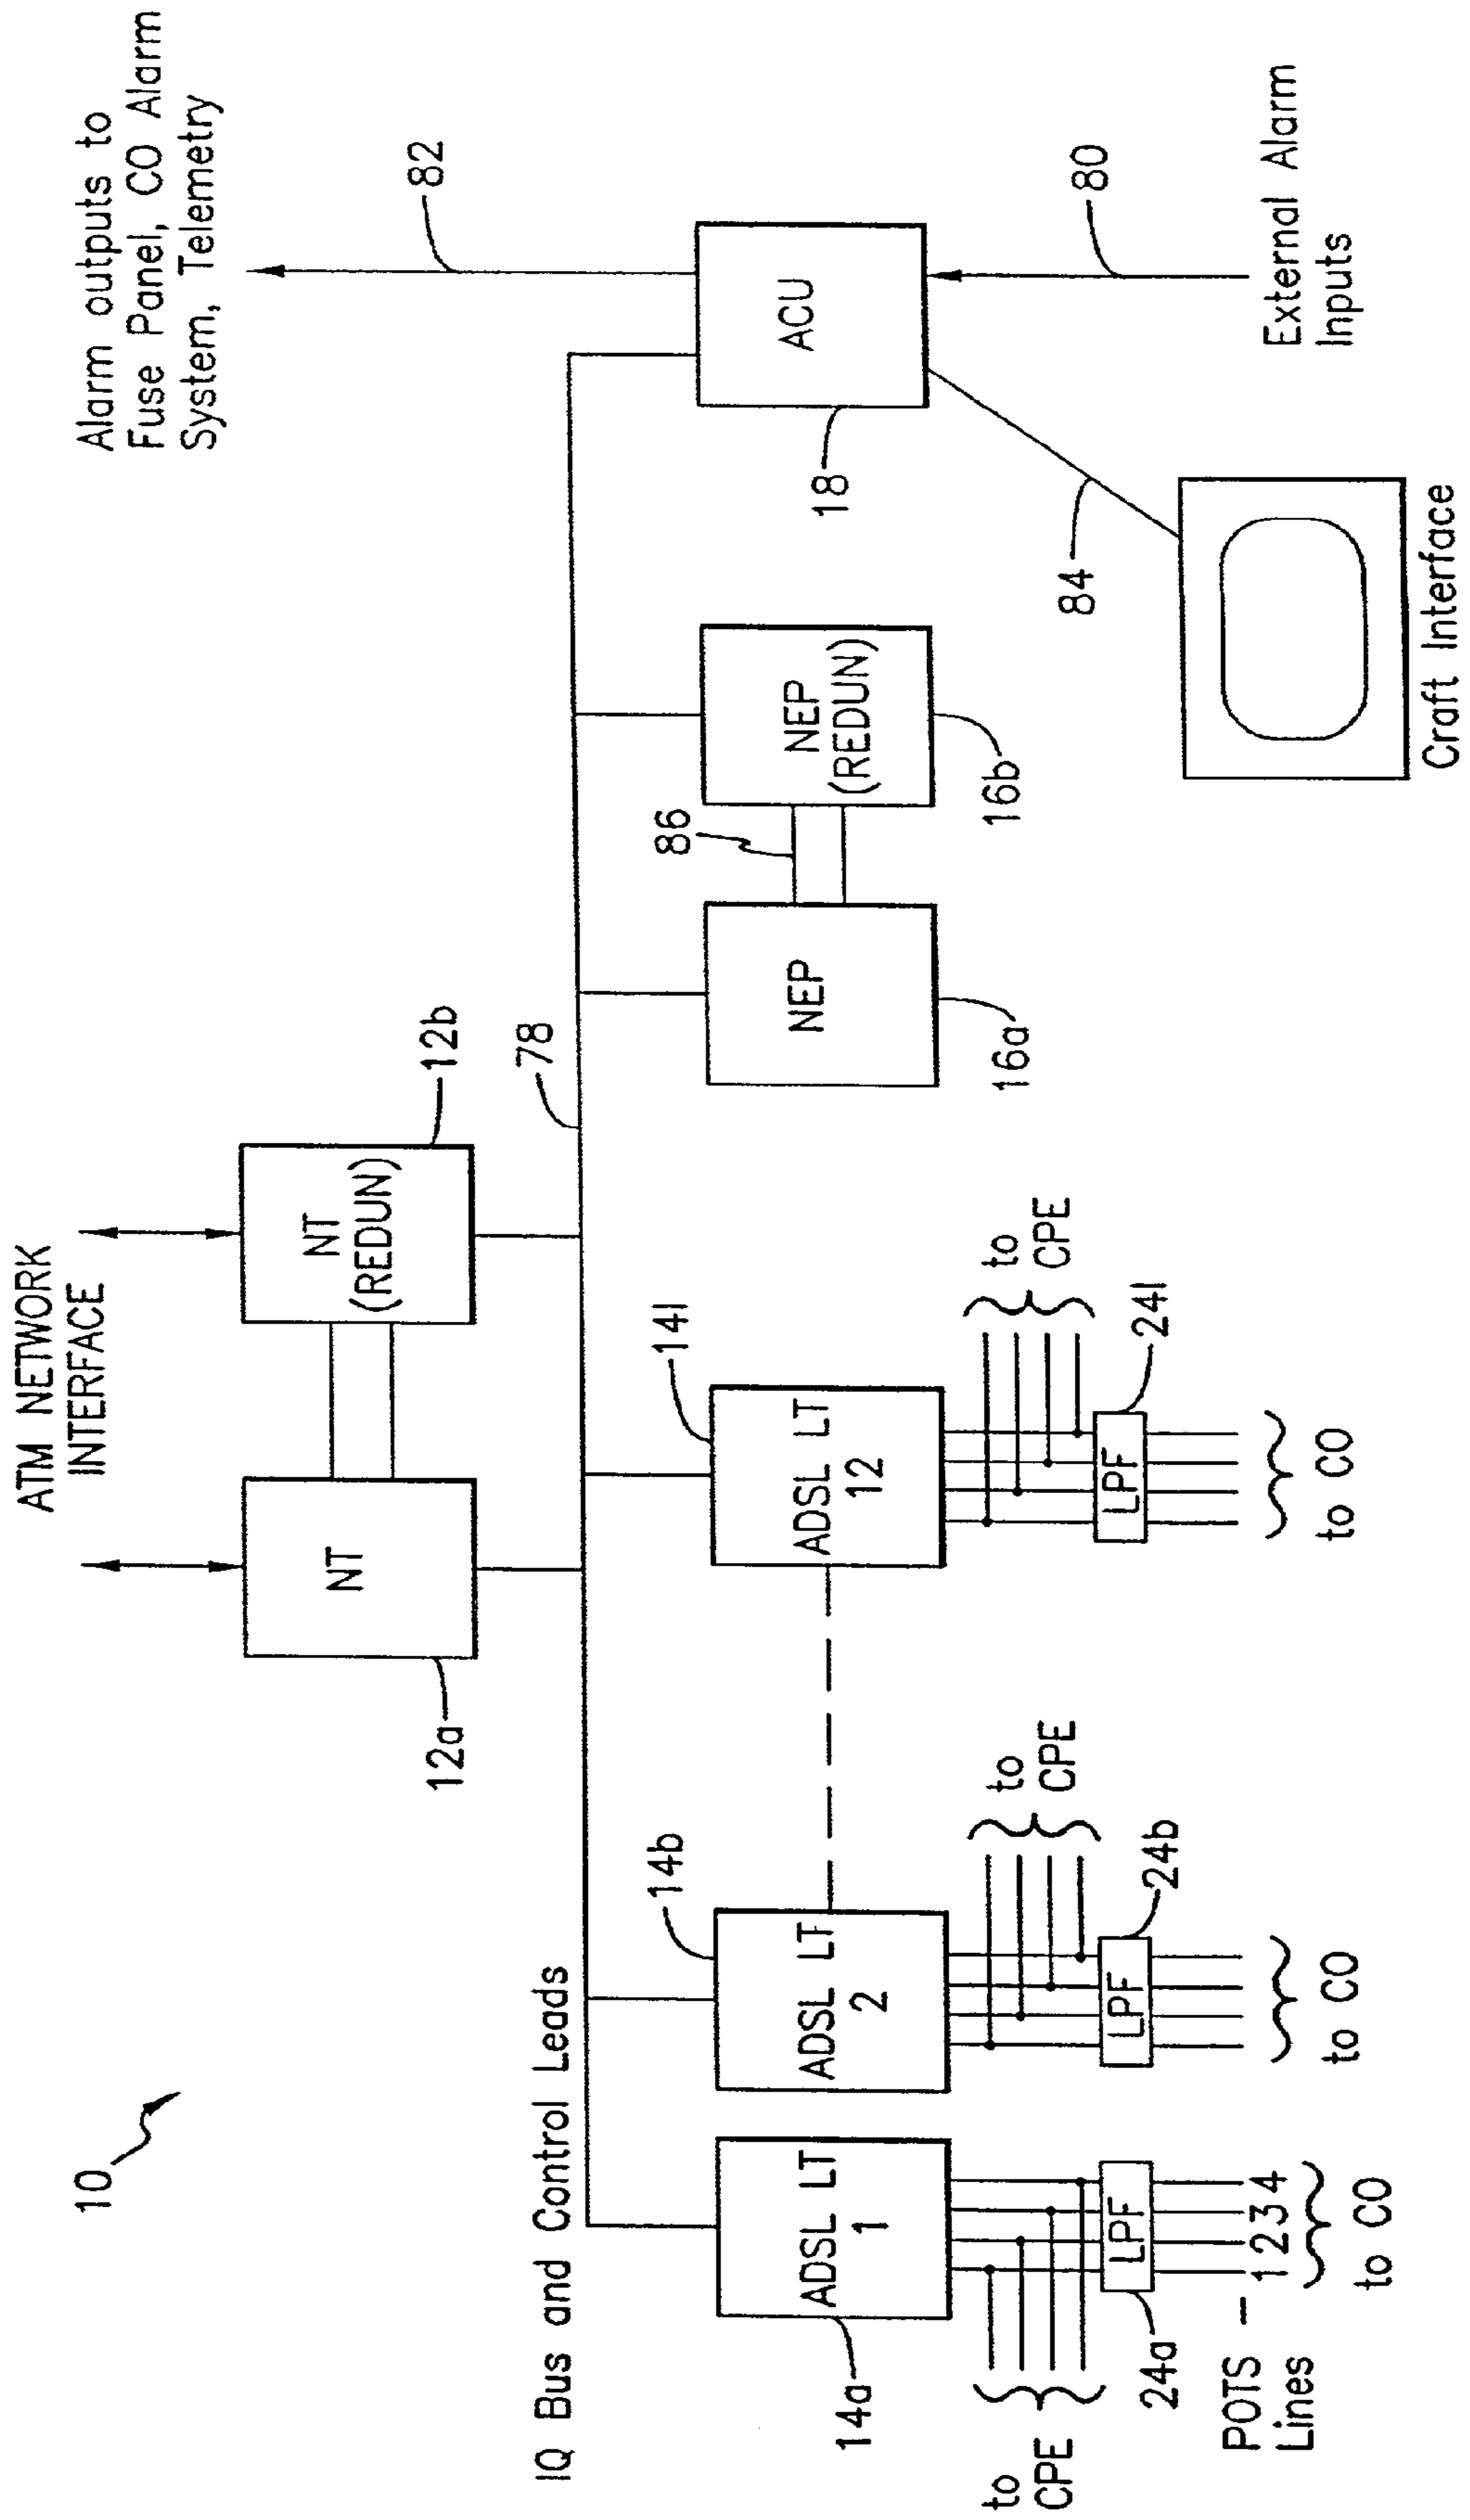 10
ATM NETWORK
INTERFACE
Alarm outputs to
Fuse Panel, CO Alarm
System, Telemetry
12a
NT
NT
(REDUN)
12b
82
IQ Bus and Control Leads
78
14a
ADSL LT
1
14b
ADSL LT
2
14l
ADSL LT
12
NEP
16a
86
NEP
(REDUN)
16b
18
ACU
80
External Alarm
Inputs
84
Craft Interface
to
CPE
to
CPE
to
CPE
24a
LPF
24b
LPF
24l
LPF
POTS – 1 2 3 4
Lines
to CO
to CO
to CO